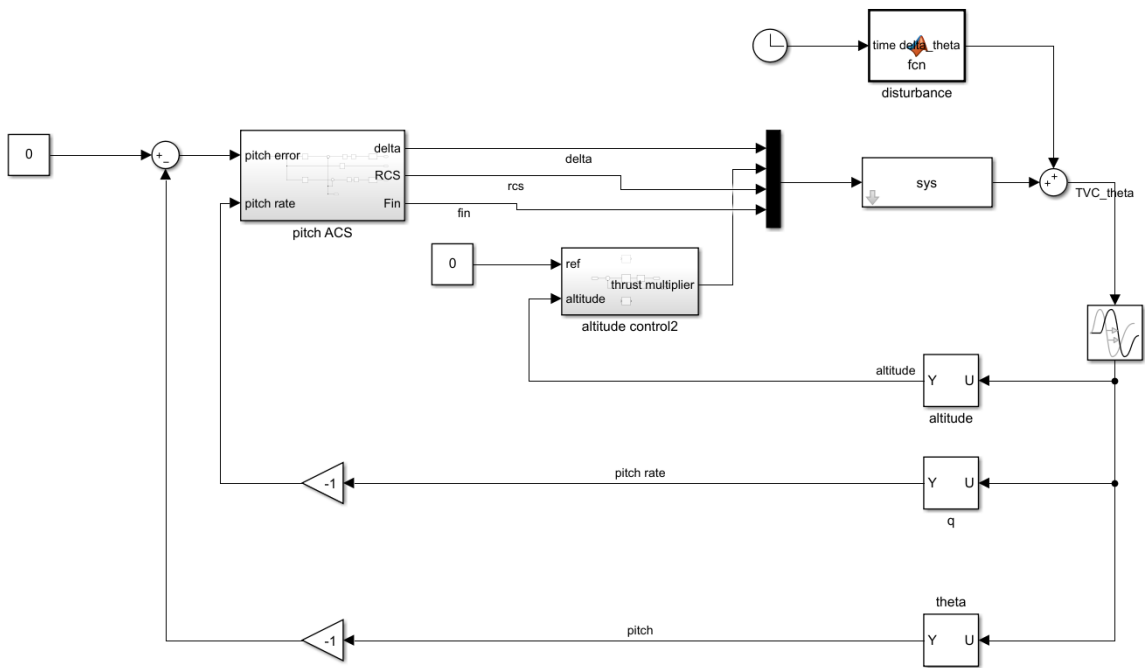 time delta_theta
fcn
disturbance
0
+
−
pitch error
pitch rate
delta
RCS
Fin
pitch ACS
delta
rcs
fin
sys
+
+
TVC_theta
0
ref
altitude
thrust multiplier
altitude control2
altitude
Y U
altitude
-1
pitch rate
Y U
q
theta
-1
pitch
Y U